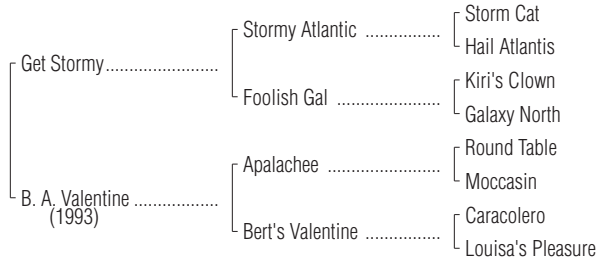 Storm Cat
Stormy Atlantic ..................
Hail Atlantis
Get Stormy...........................
Kiri's Clown
Foolish Gal .........................
Galaxy North
Round Table
Apalachee ........................
Moccasin
B. A. Valentine ....................
(1993)
Caracolero
Bert's Valentine ..................
Louisa's Pleasure